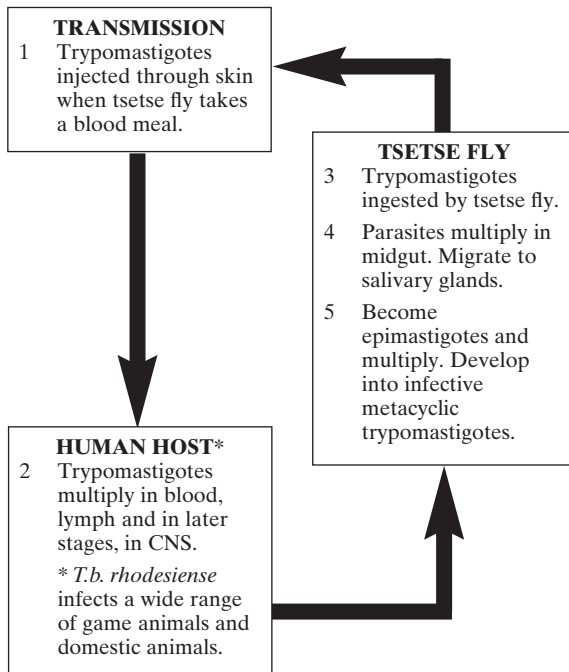 TRANSMISSION
1 Trypomastigotes
injected through skin
when tsetse fly takes
a blood meal.
HUMAN HOST*
2 Trypomastigotes
multiply in blood,
lymph and in later
stages, in CNS.
* T.b. rhodesiense
infects a wide range
of game animals and
domestic animals.
TSETSE FLY
3 Trypomastigotes
ingested by tsetse fly.
4 Parasites multiply in
midgut. Migrate to
salivary glands.
5 Become
epimastigotes and
multiply. Develop
into infective
metacyclic
trypomastigotes.